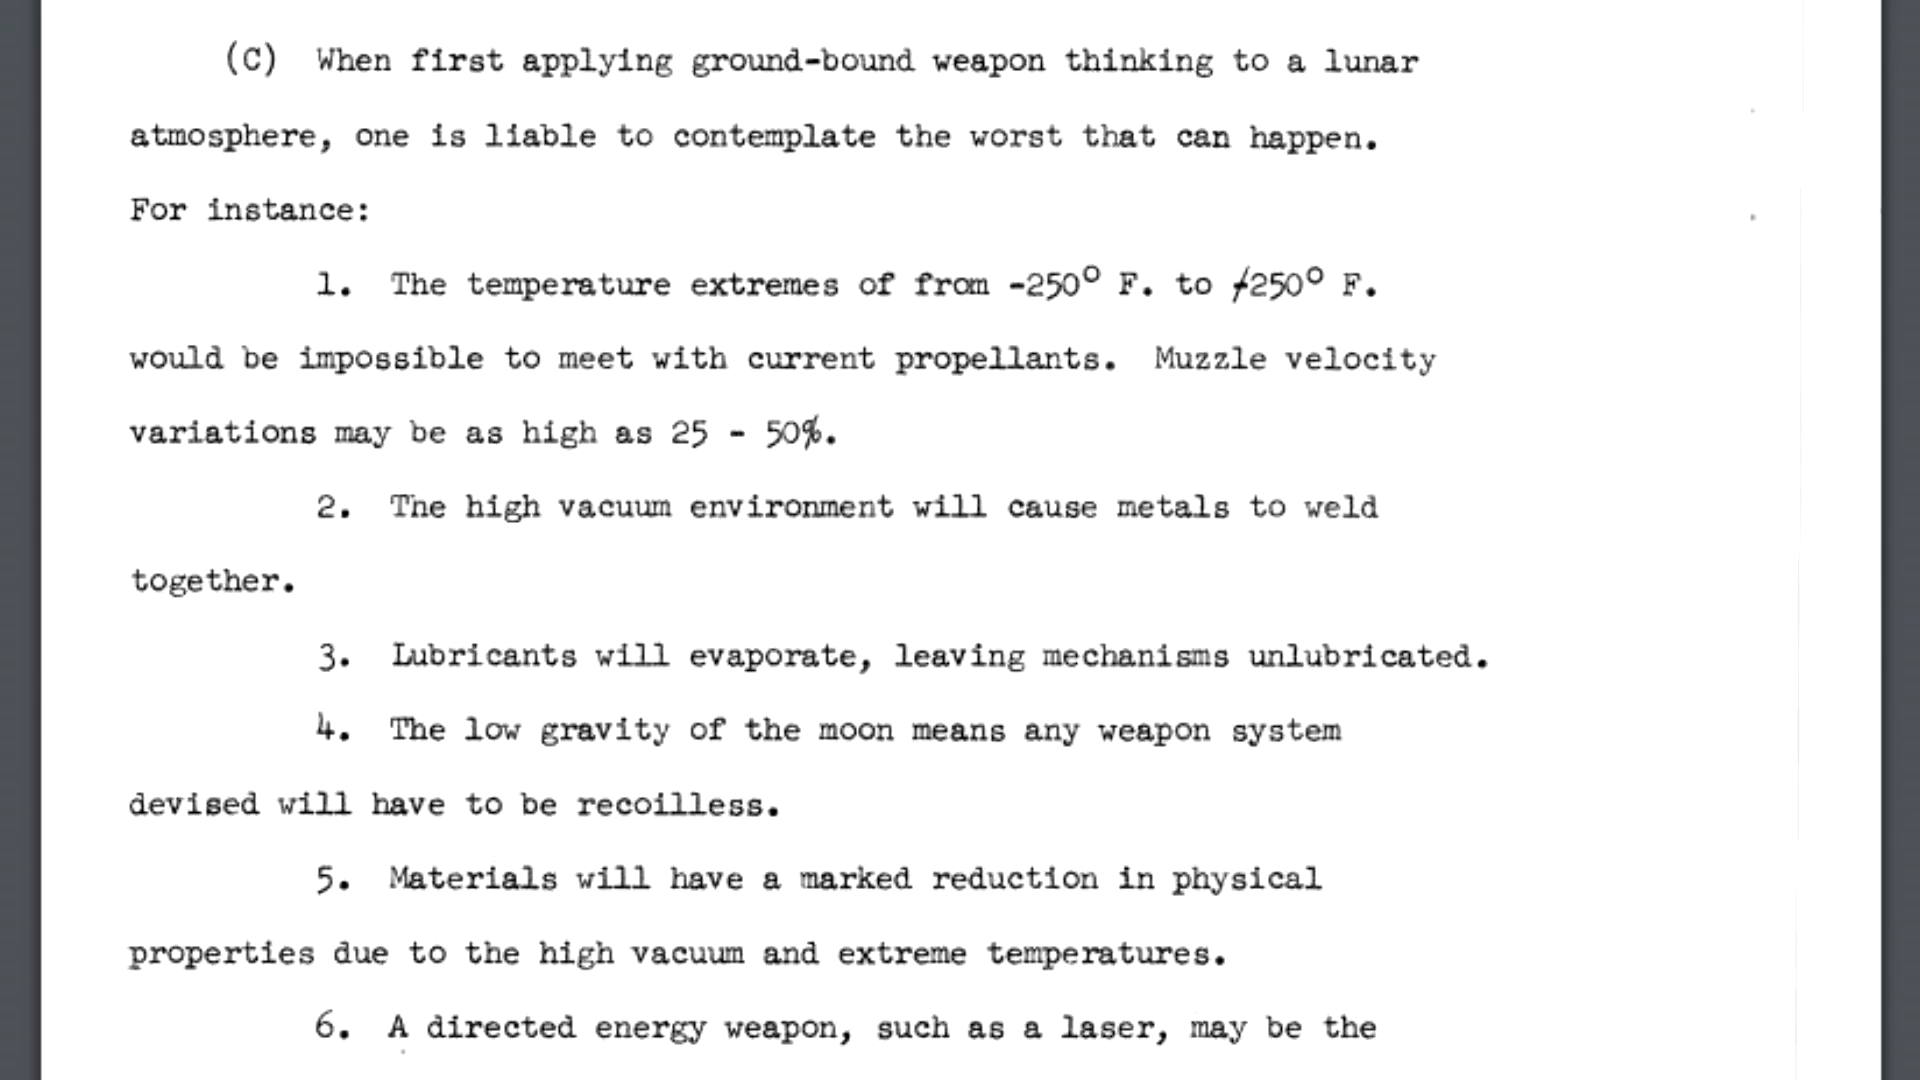 (C) When first applying ground-bound weapon thinking to a lunar
atmosphere, one is liable to contemplate the worst that can happen.
For instance:
1. The temperature extremes of from -250° F. to +250° F.
would be impossible to meet with current propellants. Muzzle velocity
variations may be as high as 25 - 50%.
2. The high vacuum environment will cause metals to weld
together.
3. Lubricants will evaporate, leaving mechanisms unlubricated.
4. The low gravity of the moon means any weapon system
devised will have to be recoilless.
5. Materials will have a marked reduction in physical
properties due to the high vacuum and extreme temperatures.
6. A directed energy weapon, such as a laser, may be the